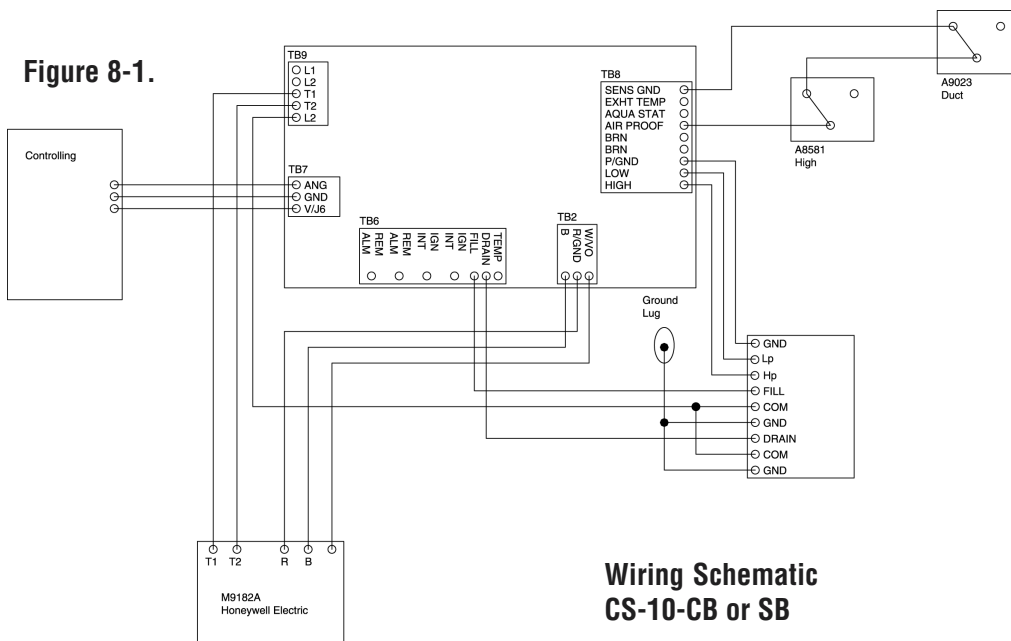 Figure 8-1.
TB9
L1
L2
T1
T2
L2
TB8
SENS GND
EXHT TEMP
AQUA STAT
AIR PROOF
BRN
BRN
P/GND
LOW
HIGH
A9023
Duct
A8581
High
Controlling
TB7
ANG
GND
V/J6
TB6
ALM
REM
ALM
REM
INT
IGN
INT
IGN
FILL
DRAIN
TEMP
TB2
B
R/GND
W/VO
Ground
Lug
GND
Lp
Hp
FILL
COM
GND
DRAIN
COM
GND
T1 T2 R B
M9182A
Honeywell Electric
Wiring Schematic
CS-10-CB or SB